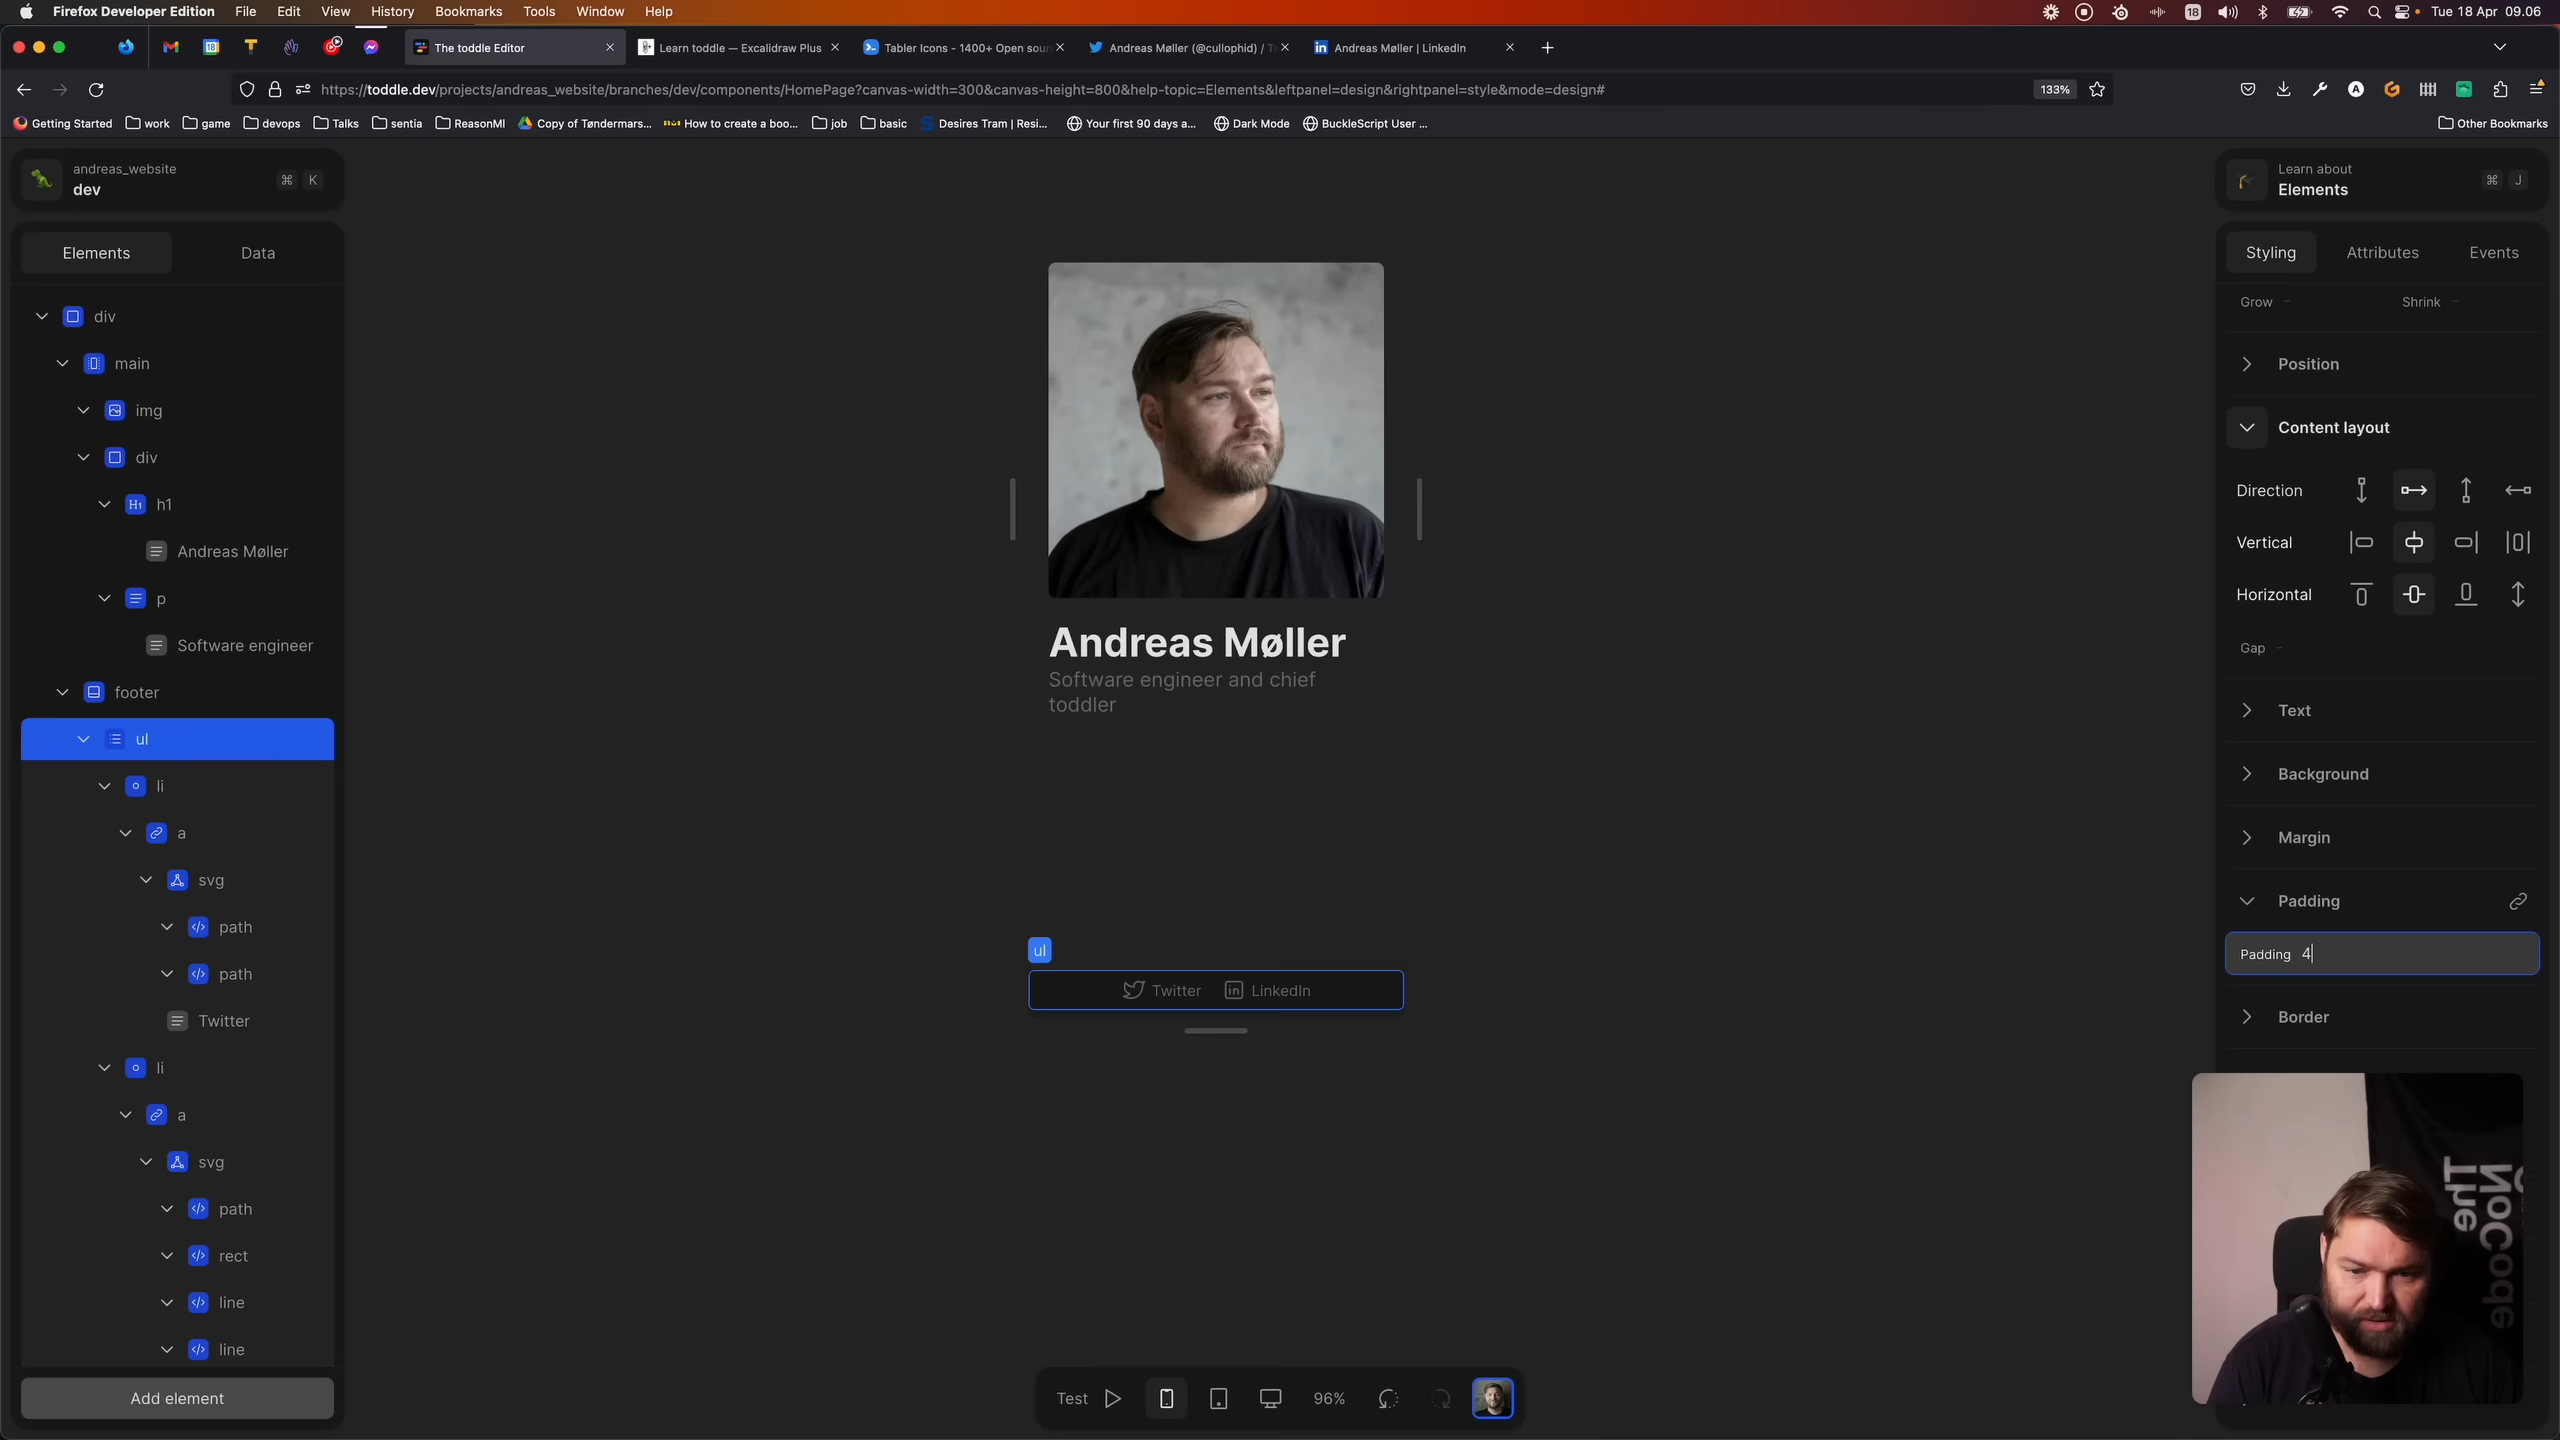 Firefox Developer Edition File Edit View History Bookmarks Tools Window Help 18 Tue 18 Apr 09.06
The toddle Editor Learn toddle — Excalidraw Plus Tabler Icons - 1400+ Open sour Andreas Møller (@cullophid) / T Andreas Møller | LinkedIn
https://toddle.dev/projects/andreas_website/branches/dev/components/HomePage?canvas-width=300&canvas-height=800&help-topic=Elements&leftpanel=design&rightpanel=style&mode=design# 133%
Getting Started work game devops Talks sentia ReasonMl Copy of Tøndermars... How to create a boo... job basic Desires Tram | Resi... Your first 90 days a... Dark Mode BuckleScript User ... Other Bookmarks
andreas_website
dev
⌘ K
Elements Data
div
main
img
div
H1 h1
Andreas Møller
p
Software engineer
footer
ul
li
a
svg
path
path
Twitter
li
a
svg
path
rect
line
line
Add element
Andreas Møller
Software engineer and chief
toddler
ul
Twitter LinkedIn
Test 96%
Learn about
Elements
⌘ J
Styling Attributes Events
Grow - Shrink -
Position
Content layout
Direction
Vertical
Horizontal
Gap -
Text
Background
Margin
Padding
Padding 4
Border
The
NoCode
Code